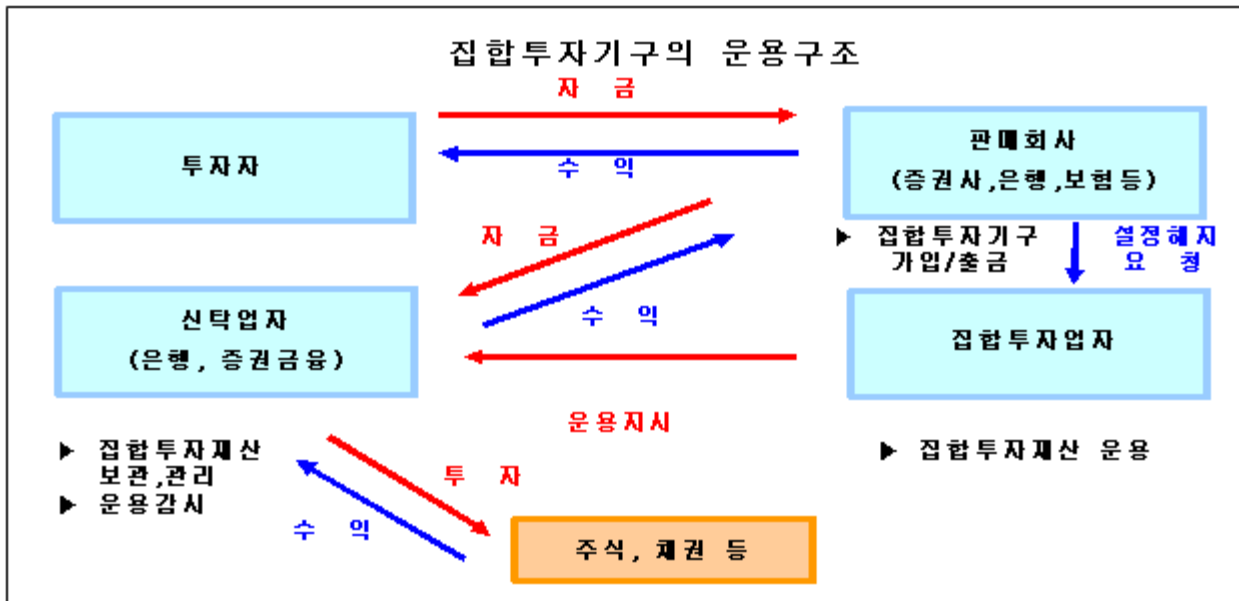 집합투자기구의 운용구조
자 금
투자자
수 익
판매회사
(증권사,은행,보험등)
자 금
▶ 집합투자기구
가입/출금
설정해지
요 청
신탁업자
(은행, 증권금융)
수 익
집합투자업자
운용지시
▶ 집합투자재산
보관,관리
▶ 운용감시
▶ 집합투자재산 운용
투 자
수 익
주식, 채권 등